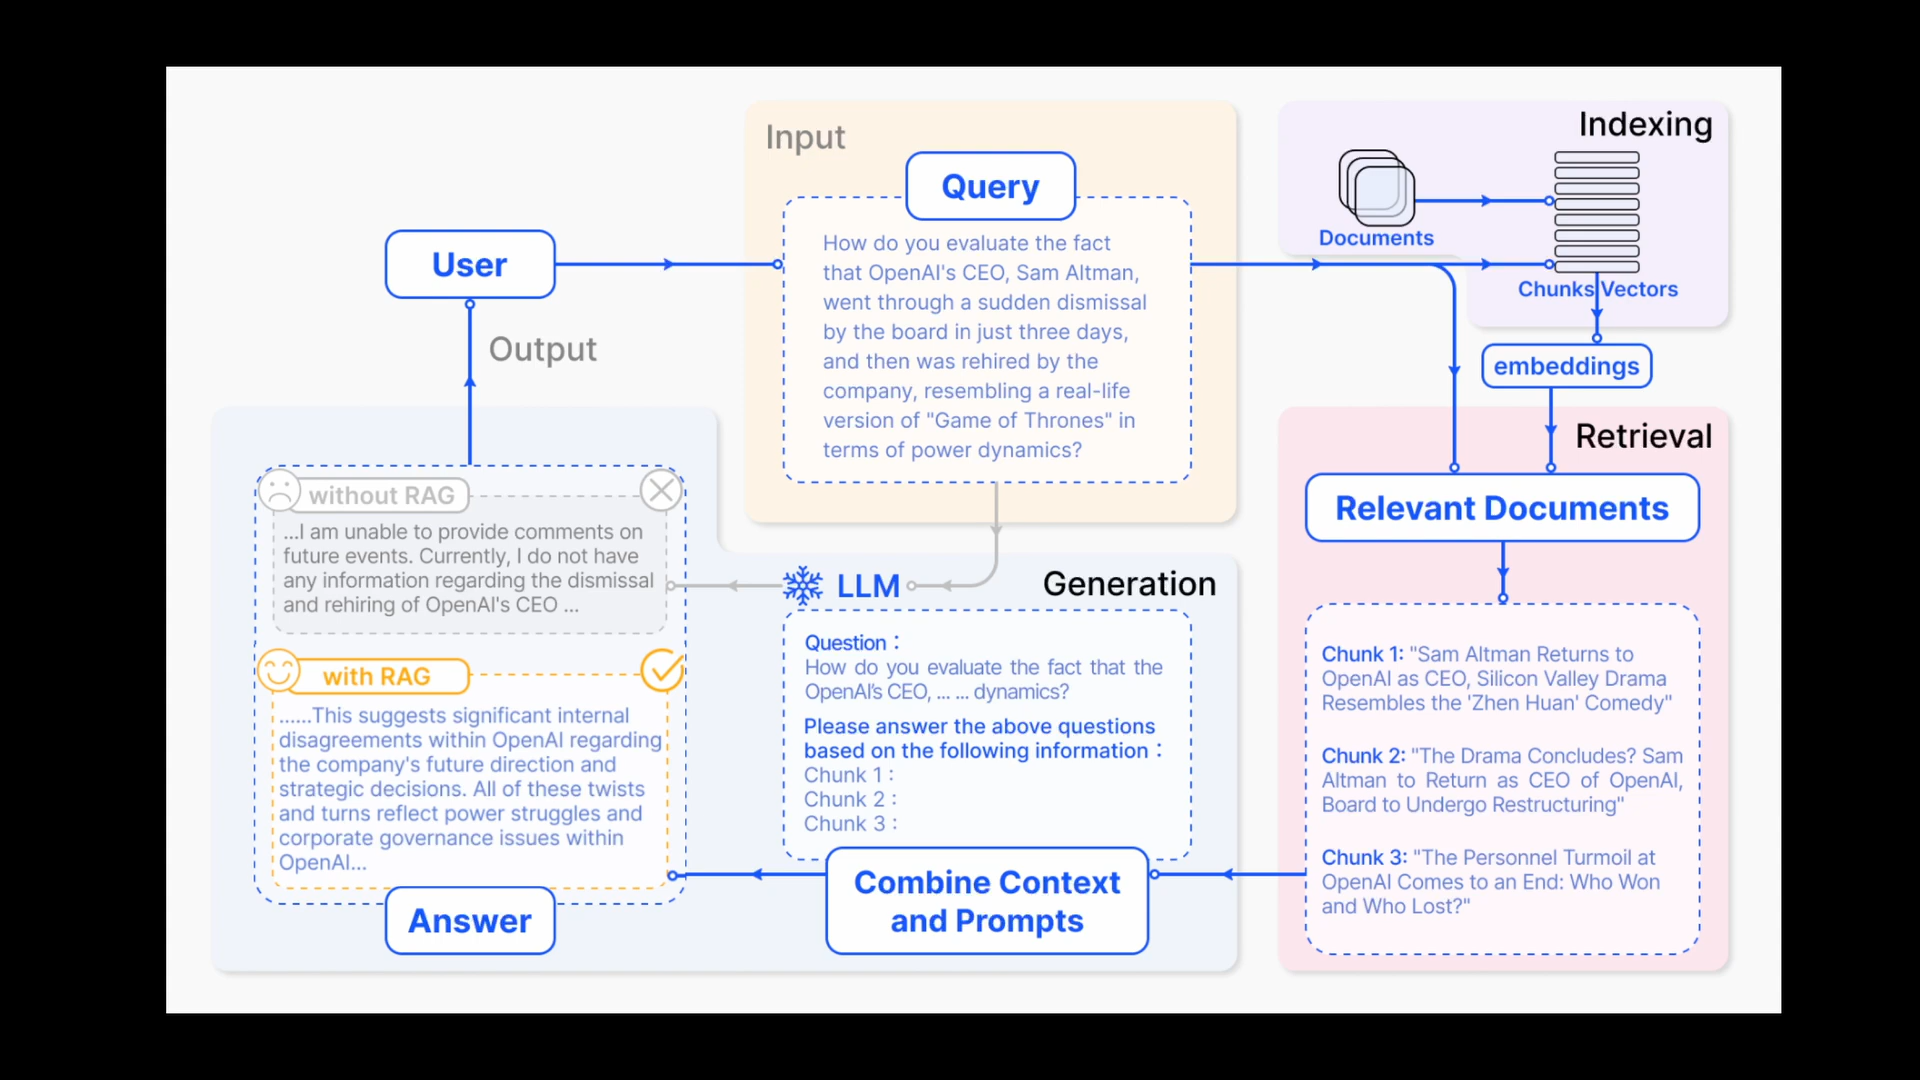 Input
Query
How do you evaluate the fact
that OpenAI's CEO, Sam Altman,
went through a sudden dismissal
by the board in just three days,
and then was rehired by the
company, resembling a real-life
version of "Game of Thrones" in
terms of power dynamics?
Indexing
Documents
Chunks Vectors
embeddings
User
Output
Retrieval
Relevant Documents
Chunk 1: "Sam Altman Returns to
OpenAI as CEO, Silicon Valley Drama
Resembles the 'Zhen Huan' Comedy"
Chunk 2: "The Drama Concludes? Sam
Altman to Return as CEO of OpenAI,
Board to Undergo Restructuring"
Chunk 3: "The Personnel Turmoil at
OpenAI Comes to an End: Who Won
and Who Lost?"
LLM
Generation
Question :
How do you evaluate the fact that the
OpenAI's CEO, ... ... dynamics?
Please answer the above questions
based on the following information :
Chunk 1 :
Chunk 2 :
Chunk 3 :
Combine Context
and Prompts
without RAG
...I am unable to provide comments on
future events. Currently, I do not have
any information regarding the dismissal
and rehiring of OpenAI's CEO ...
with RAG
......This suggests significant internal
disagreements within OpenAI regarding
the company's future direction and
strategic decisions. All of these twists
and turns reflect power struggles and
corporate governance issues within
OpenAI...
Answer